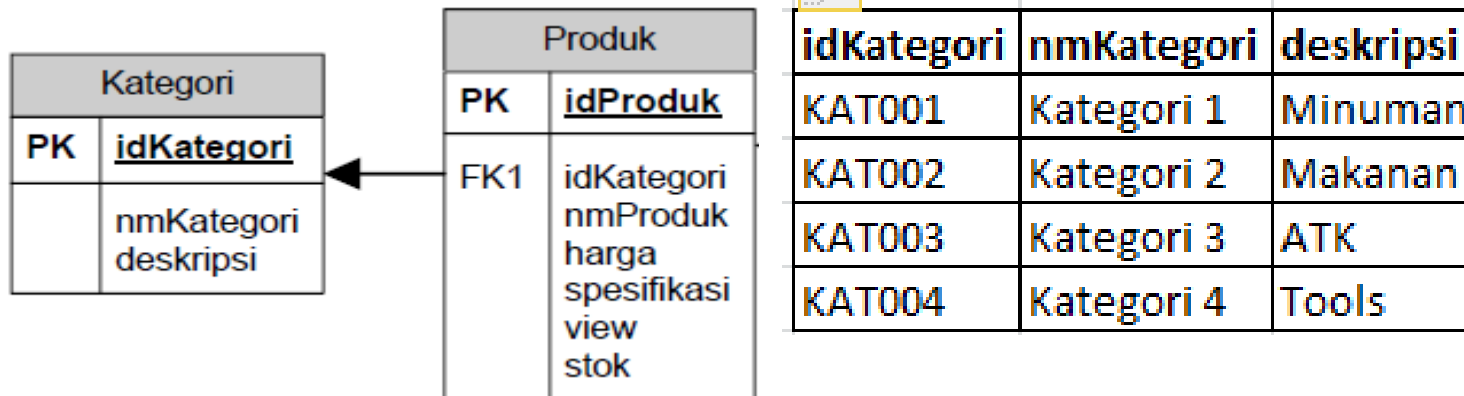 Kategori
PK idKategori
nmKategori
deskripsi
Produk
PK idProduk
FK1 idKategori
nmProduk
harga
spesifikasi
view
stok
idKategori nmKategori deskripsi
KAT001 Kategori 1 Minuman
KAT002 Kategori 2 Makanan
KAT003 Kategori 3 ATK
KAT004 Kategori 4 Tools